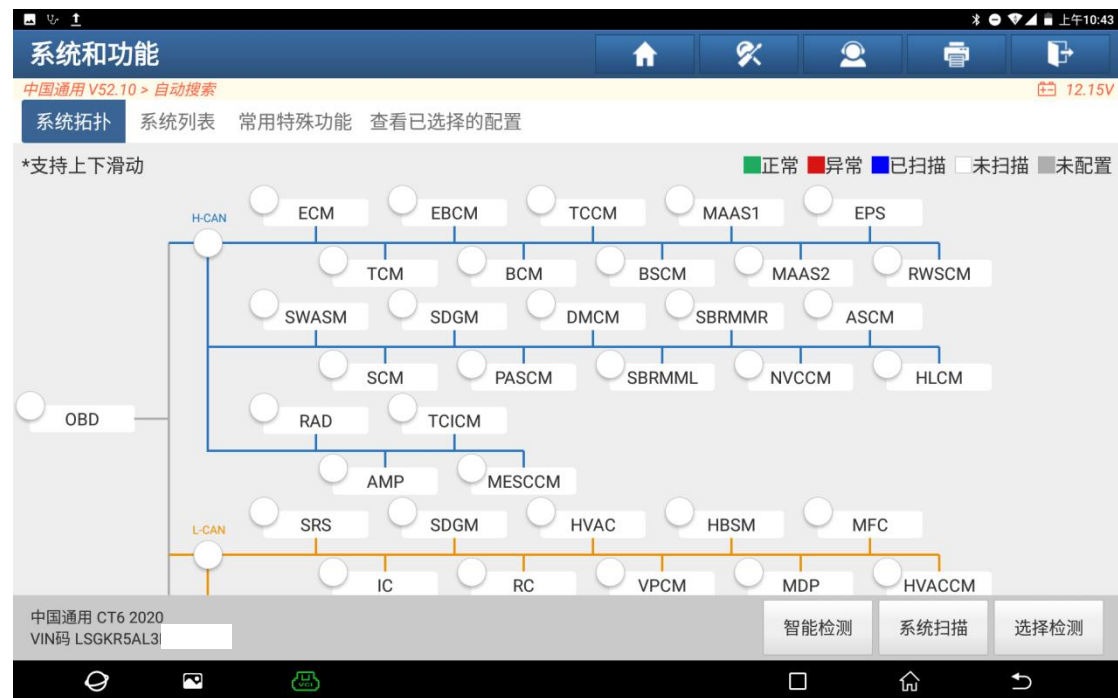 上午10:43
系统和功能
中国通用 V52.10 > 自动搜索
12.15V
系统拓扑 系统列表 常用特殊功能 查看已选择的配置
*支持上下滑动
正常 异常 已扫描 未扫描 未配置
H-CAN
ECM EBCM TCCM MAAS1 EPS
TCM BCM BSCM MAAS2 RWSCM
SWASM SDGM DMCM SBRMMR ASCM
SCM PASCM SBRMML NVCCM HLCM
OBD
RAD TCICM
AMP MESCCM
L-CAN
SRS SDGM HVAC HBSM MFC
IC RC VPCM MDP HVACCM
中国通用 CT6 2020
VIN码 LSGKR5AL3
智能检测 系统扫描 选择检测
VCI